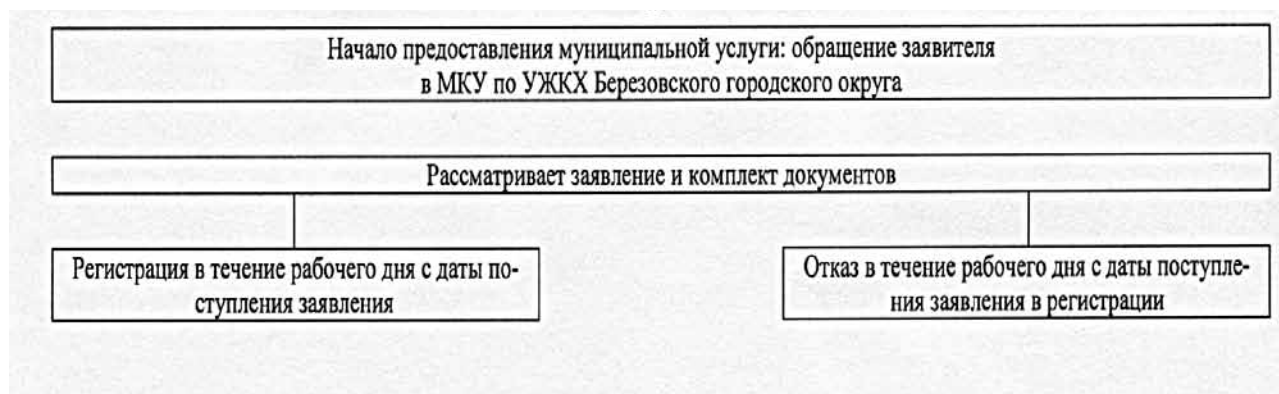 Начало предоставления муниципальной услуги: обращение заявителя
в МКУ по УЖКХ Березовского городского округа
Рассматривает заявление и комплект документов
Регистрация в течение рабочего дня с даты по-
ступления заявления
Отказ в течение рабочего дня с даты поступле-
ния заявления в регистрации